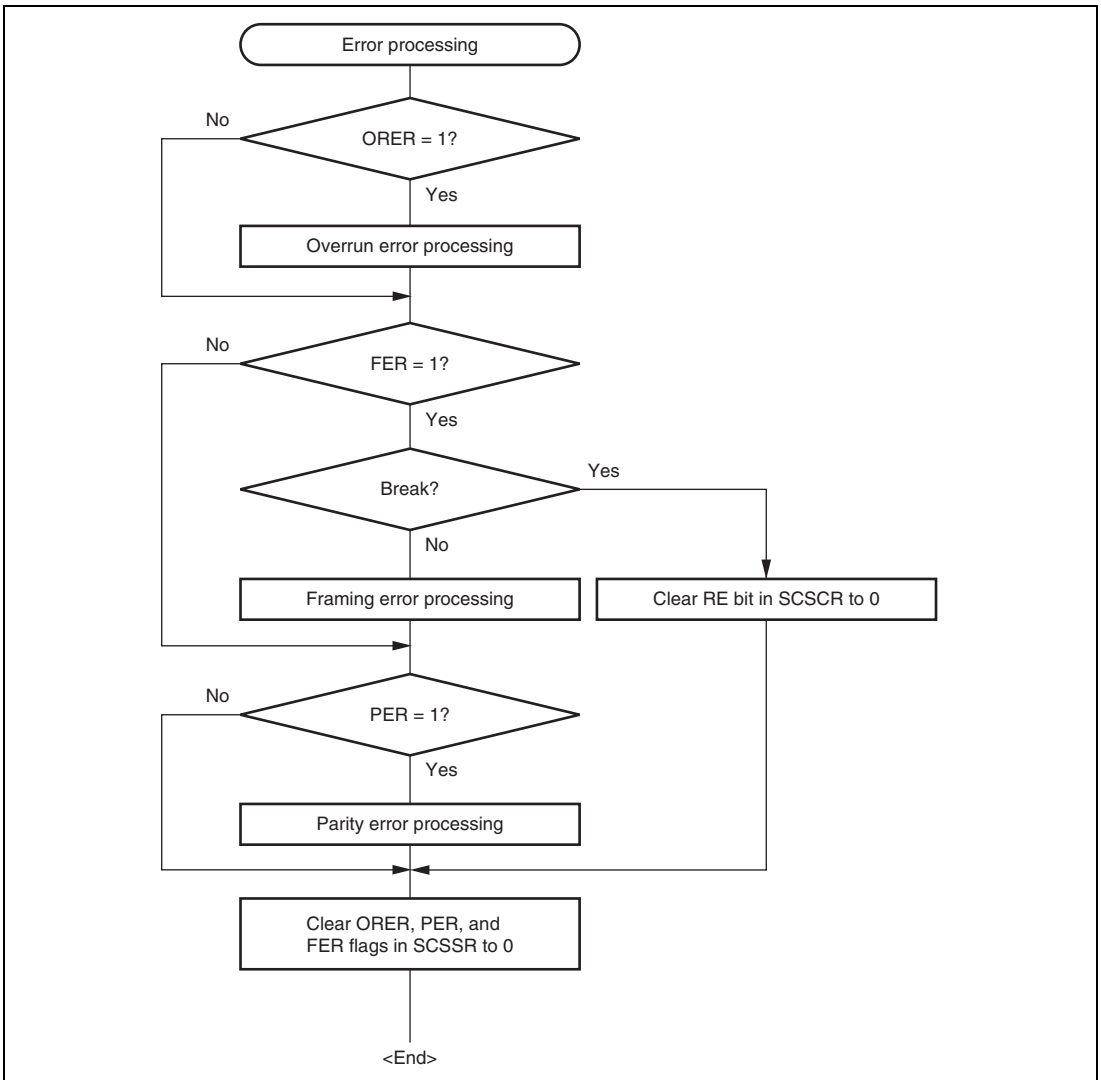 Error processing
No
ORER = 1?
Yes
Overrun error processing
No
FER = 1?
Yes
Yes
Break?
No
Framing error processing
Clear RE bit in SCSCR to 0
No
PER = 1?
Yes
Parity error processing
Clear ORER, PER, and
FER flags in SCSSR to 0
<End>